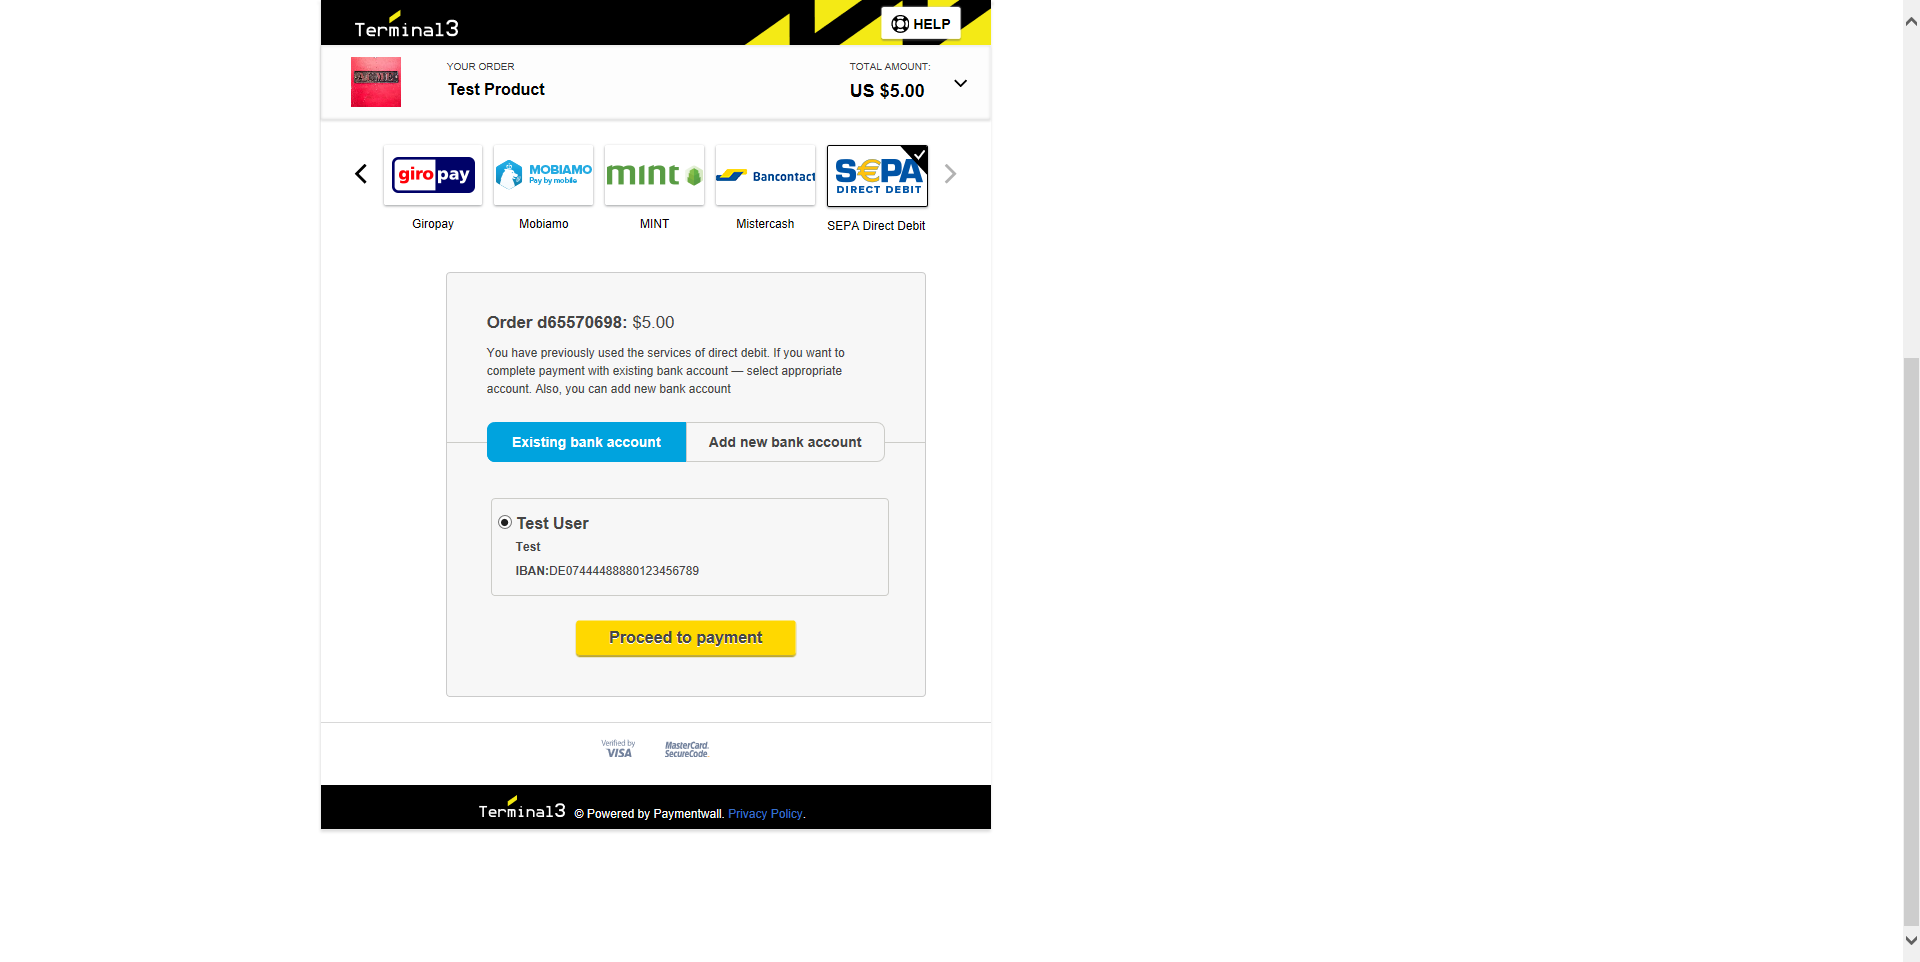 Terminal3
HELP
YOUR ORDER
Test Product
TOTAL AMOUNT:
US $5.00
giropay
MOBIAMO
Pay by mobile
mint
Bancontact
S€PA
DIRECT DEBIT
Giropay
Mobiamo
MINT
Mistercash
SEPA Direct Debit
Order d65570698: $5.00
You have previously used the services of direct debit. If you want to
complete payment with existing bank account — select appropriate
account. Also, you can add new bank account
Existing bank account
Add new bank account
Test User
Test
IBAN:DE07444488880123456789
Proceed to payment
Verified by
VISA
MasterCard.
SecureCode.
Terminal3 © Powered by Paymentwall. Privacy Policy.